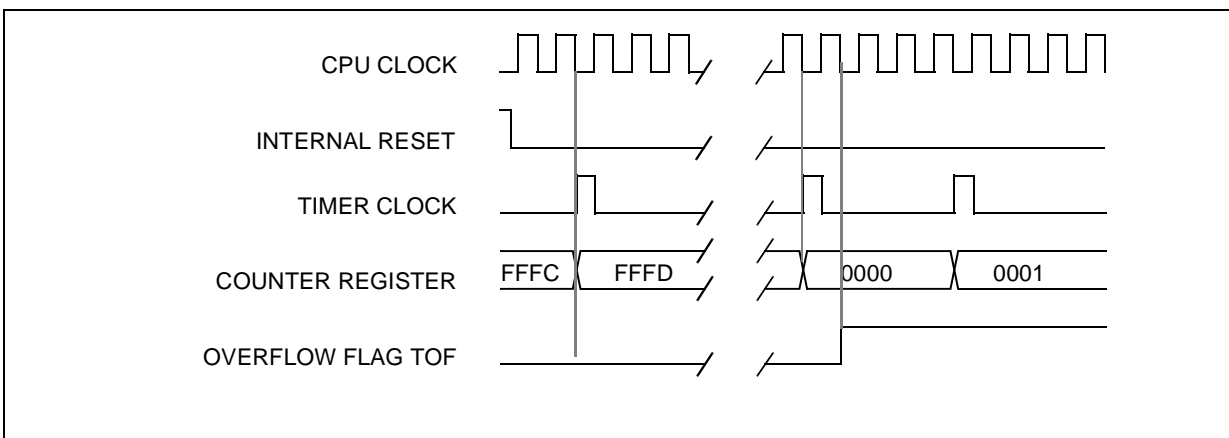 CPU CLOCK
INTERNAL RESET
TIMER CLOCK
COUNTER REGISTER FFFC FFFD 0000 0001
OVERFLOW FLAG TOF